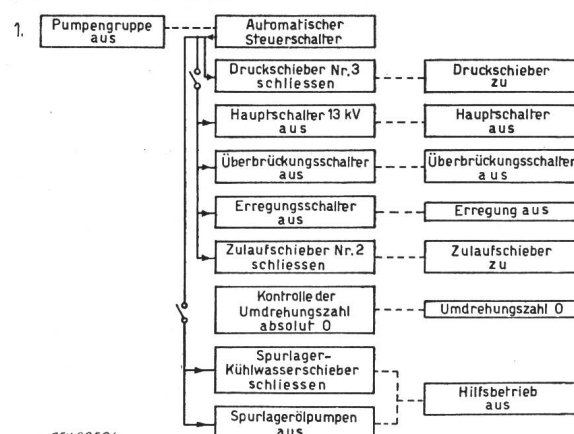 1.
Pumpengruppe
aus
Automatischer
Steuerschalter
Druckschieber Nr.3
schliessen
Druckschieber
zu
Hauptschalter 13 kV
aus
Hauptschalter
aus
Überbrückungsschalter
aus
Überbrückungsschalter
aus
Erregungsschalter
aus
Erregung aus
Zulaufschieber Nr.2
schliessen
Zulaufschieber
zu
Kontrolle der
Umdrehungszahl
absolut 0
Umdrehungszahl 0
Spurlager-
Kühlwasserschieber
schliessen
Hilfsbetrieb
aus
Spurlagerölpumpen
aus